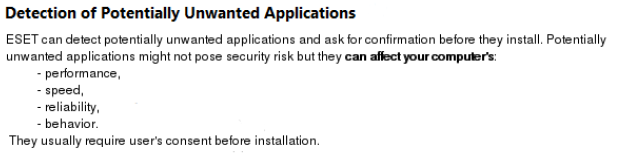 Detection of Potentially Unwanted Applications
ESET can detect potentially unwanted applications and ask for confirmation before they install. Potentially
unwanted applications might not pose security risk but they can affect your computer's:
- performance,
- speed,
- reliability,
- behavior.
They usually require user's consent before installation.